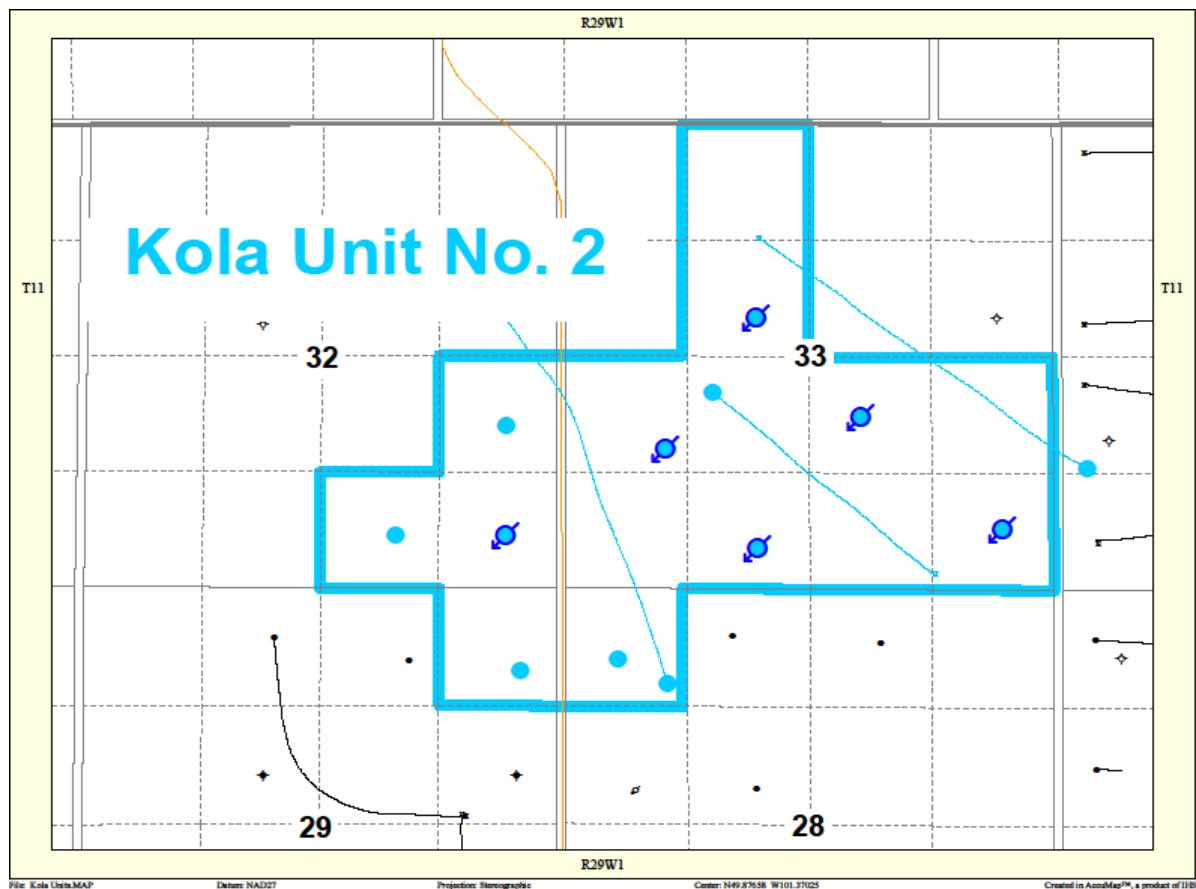 R29W1
Kola Unit No. 2
T11
T11
32
33
29
28
R29W1
File: Kola Units.MAP
Datum: NAD27
Projection: Stereographic
Center: N49.87658 W101.37025
Created in AccuMap™, a product of IHS